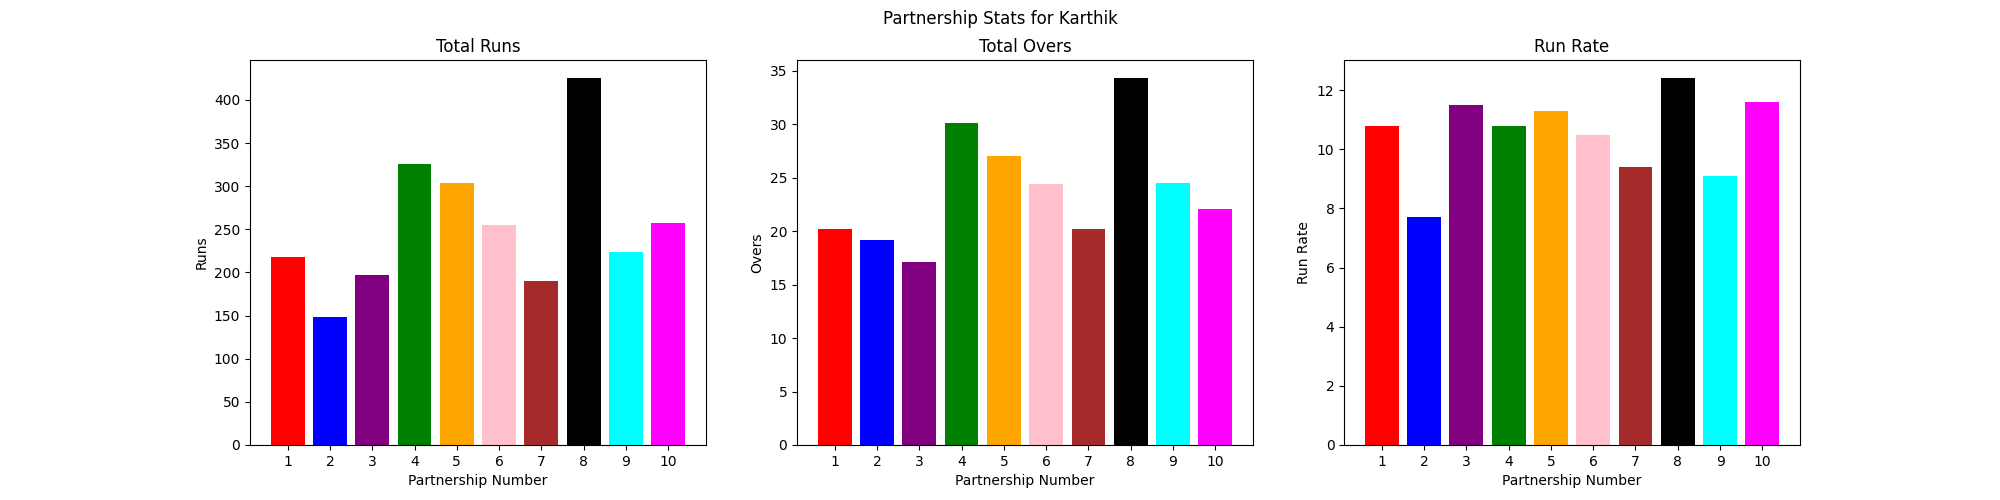 Partnership Stats for Karthik
Total Runs
Runs
400
350
300
250
200
150
100
50
0
1 2 3 4 5 6 7 8 9 10
Partnership Number
Total Overs
Overs
35
30
25
20
15
10
5
0
1 2 3 4 5 6 7 8 9 10
Partnership Number
Run Rate
Run Rate
12
10
8
6
4
2
0
1 2 3 4 5 6 7 8 9 10
Partnership Number